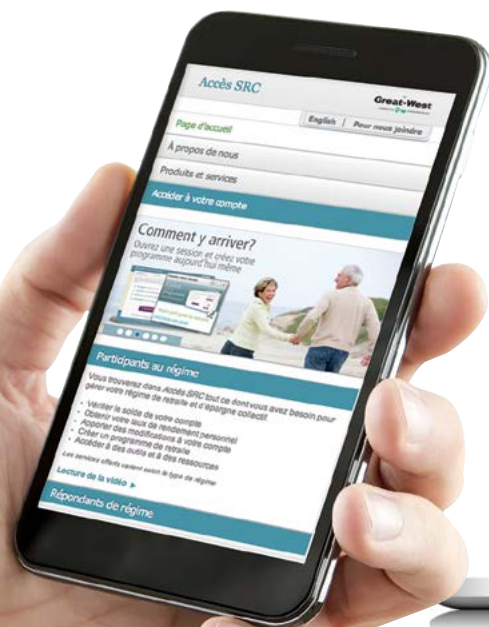 Accès SRC
Great-West
English | Pour nous joindre
Page d'accueil
À propos de nous
Produits et services
Accéder à votre compte
Comment y arriver?
Ouvrez une session et créez votre
programme aujourd'hui même
Participants au régime
Vous trouverez dans Accès SRC tout ce dont vous avez besoin pour
gérer votre régime de retraite et d'épargne collectif.
• Vérifier le solde de votre compte
• Obtenir votre taux de rendement personnel
• Apporter des modifications à votre compte
• Créer un programme de retraite
• Accéder à des outils et à des ressources
Les services offerts varient selon le type de régime
Lecture de la vidéo ►
Répondants de régime